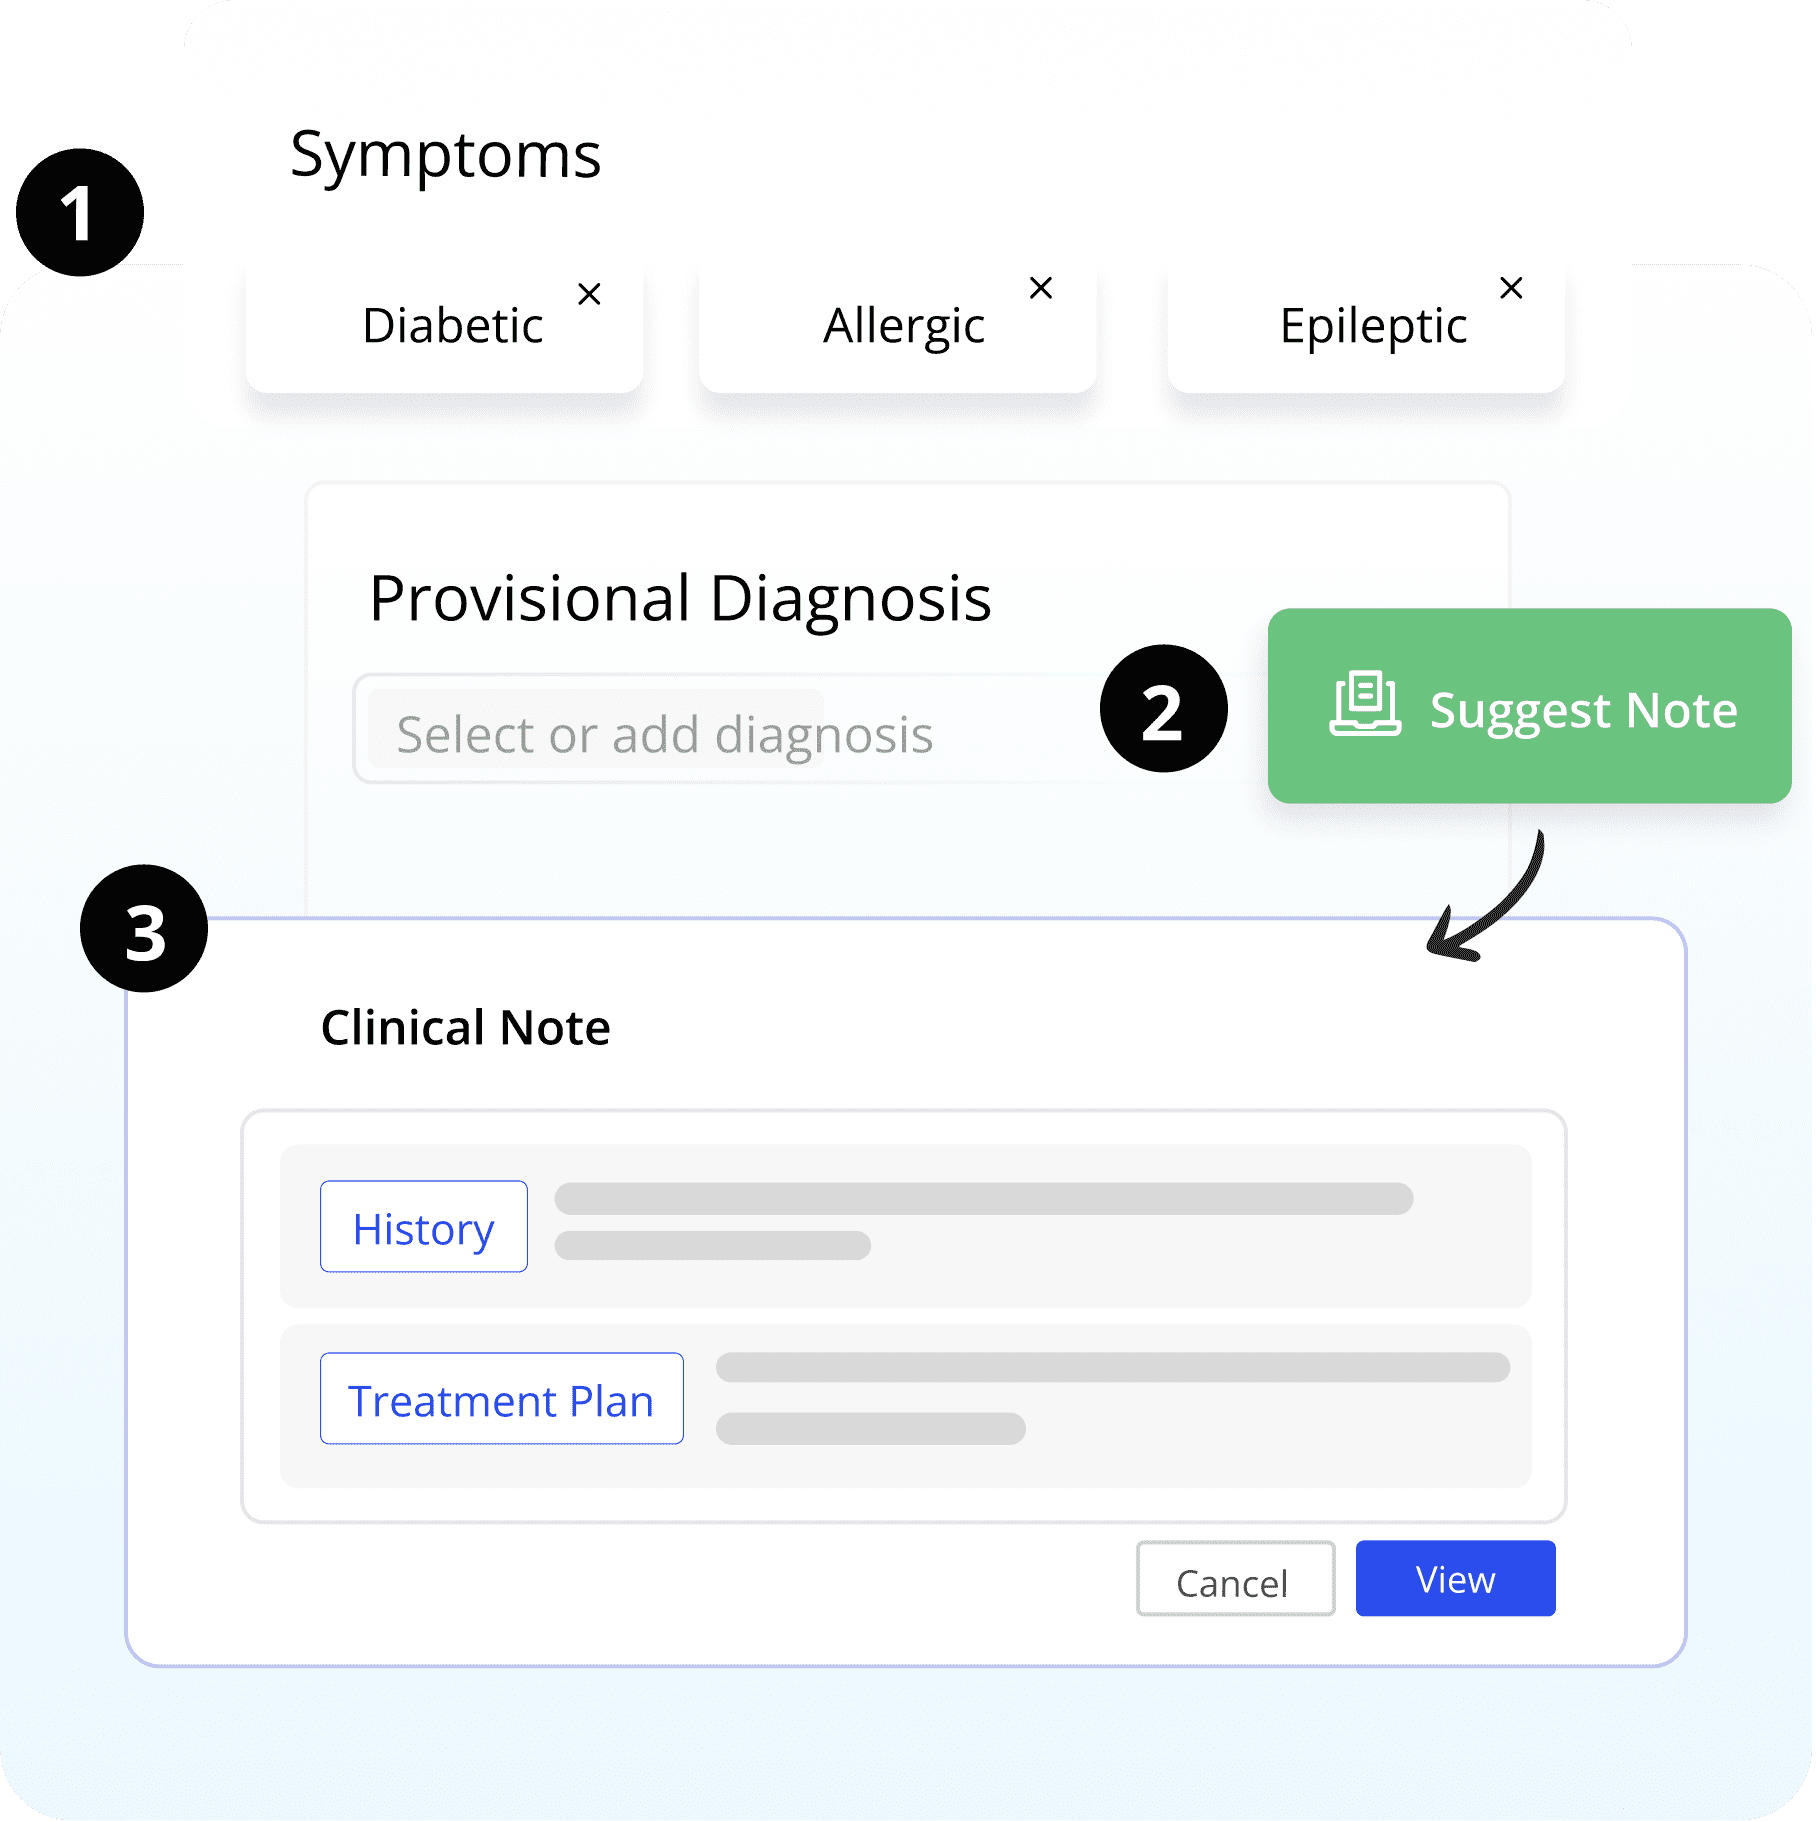 Symptoms
1
Diabetic × Allergic × Epileptic ×
Provisional Diagnosis
Select or add diagnosis
2
Suggest Note
3
Clinical Note
History
Treatment Plan
Cancel View